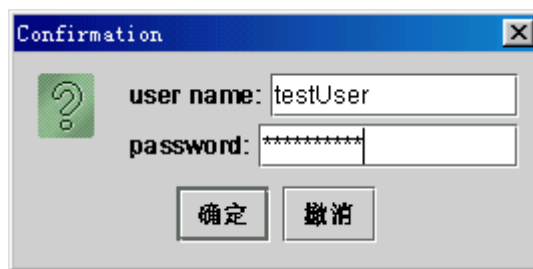 Confirmation
user name: testUser
password: **********
确定 撤消